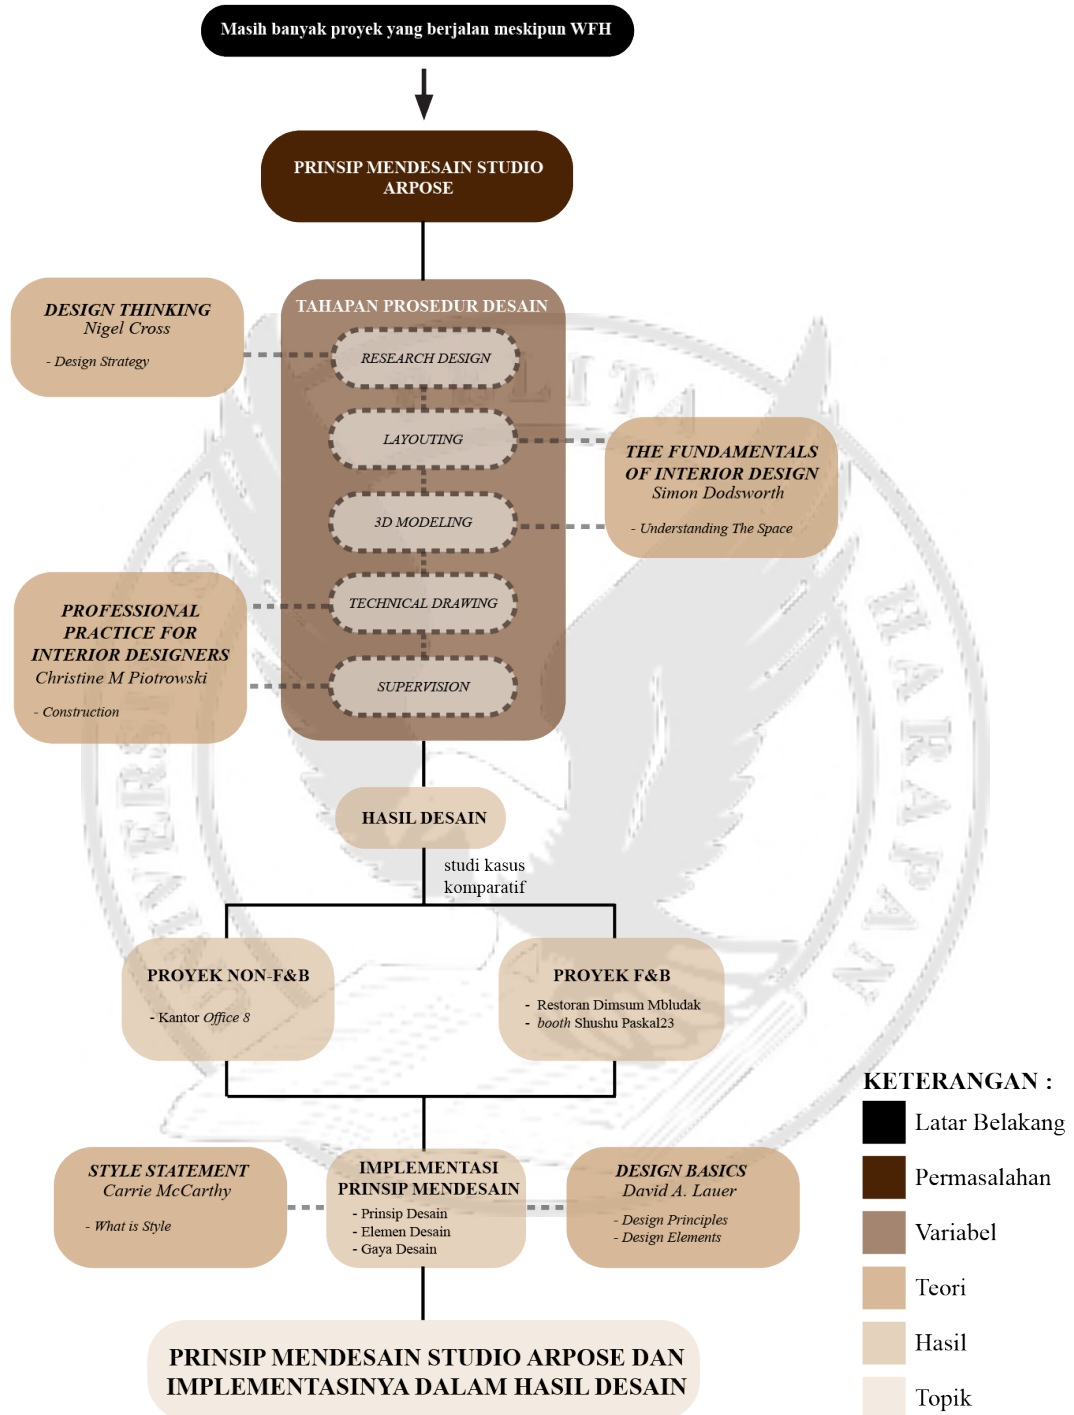 Masih banyak proyek yang berjalan meskipun WFH
PRINSIP MENDESAIN STUDIO
ARPOSE
TAHAPAN PROSEDUR DESAIN
DESIGN THINKING
Nigel Cross
- Design Strategy
RESEARCH DESIGN
LAYOUTING
THE FUNDAMENTALS
OF INTERIOR DESIGN
Simon Dodsworth
- Understanding The Space
3D MODELING
PROFESSIONAL
PRACTICE FOR
INTERIOR DESIGNERS
Christine M Piotrowski
- Construction
TECHNICAL DRAWING
SUPERVISION
HASIL DESAIN
studi kasus
komparatif
PROYEK NON-F&B
- Kantor Office 8
PROYEK F&B
- Restoran Dimsum Mbludak
- booth Shushu Paskal23
STYLE STATEMENT
Carrie McCarthy
- What is Style
IMPLEMENTASI
PRINSIP MENDESAIN
- Prinsip Desain
- Elemen Desain
- Gaya Desain
DESIGN BASICS
David A. Lauer
- Design Principles
- Design Elements
PRINSIP MENDESAIN STUDIO ARPOSE DAN
IMPLEMENTASINYA DALAM HASIL DESAIN
KETERANGAN :
Latar Belakang
Permasalahan
Variabel
Teori
Hasil
Topik
HARAPAN